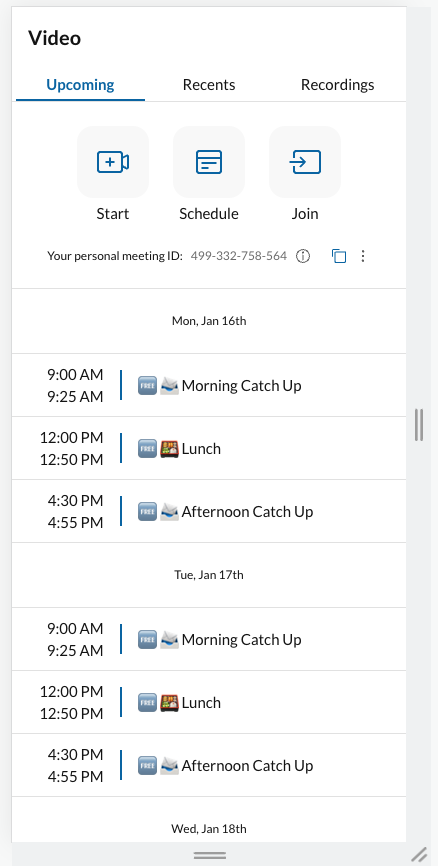 Video
Upcoming Recents Recordings
Start Schedule Join
Your personal meeting ID: 499-332-758-564
Mon, Jan 16th
9:00 AM
9:25 AM
FREE Morning Catch Up
12:00 PM
12:50 PM
FREE Lunch
4:30 PM
4:55 PM
FREE Afternoon Catch Up
Tue, Jan 17th
9:00 AM
9:25 AM
FREE Morning Catch Up
12:00 PM
12:50 PM
FREE Lunch
4:30 PM
4:55 PM
FREE Afternoon Catch Up
Wed, Jan 18th